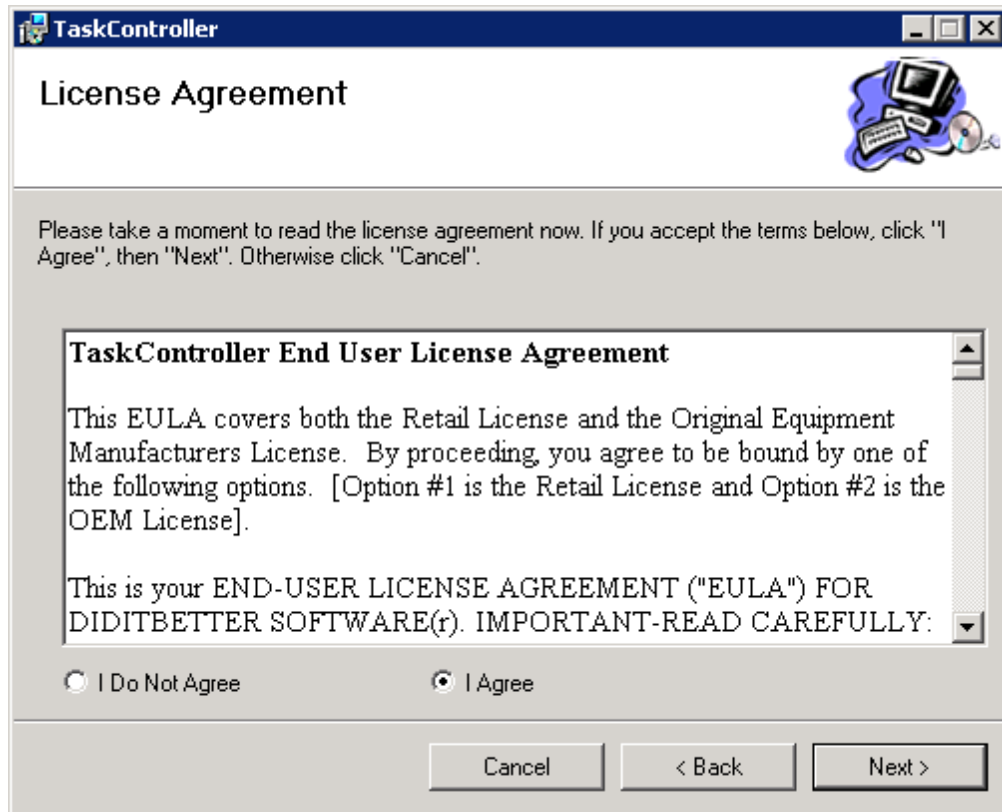 TaskController
License Agreement
Please take a moment to read the license agreement now. If you accept the terms below, click "I
Agree", then "Next". Otherwise click "Cancel".
TaskController End User License Agreement
This EULA covers both the Retail License and the Original Equipment
Manufacturers License.  By proceeding, you agree to be bound by one of
the following options.  [Option #1 is the Retail License and Option #2 is the
OEM License].
This is your END-USER LICENSE AGREEMENT ("EULA") FOR
DIDITBETTER SOFTWARE(r). IMPORTANT-READ CAREFULLY:
I Do Not Agree
I Agree
Cancel
< Back
Next >